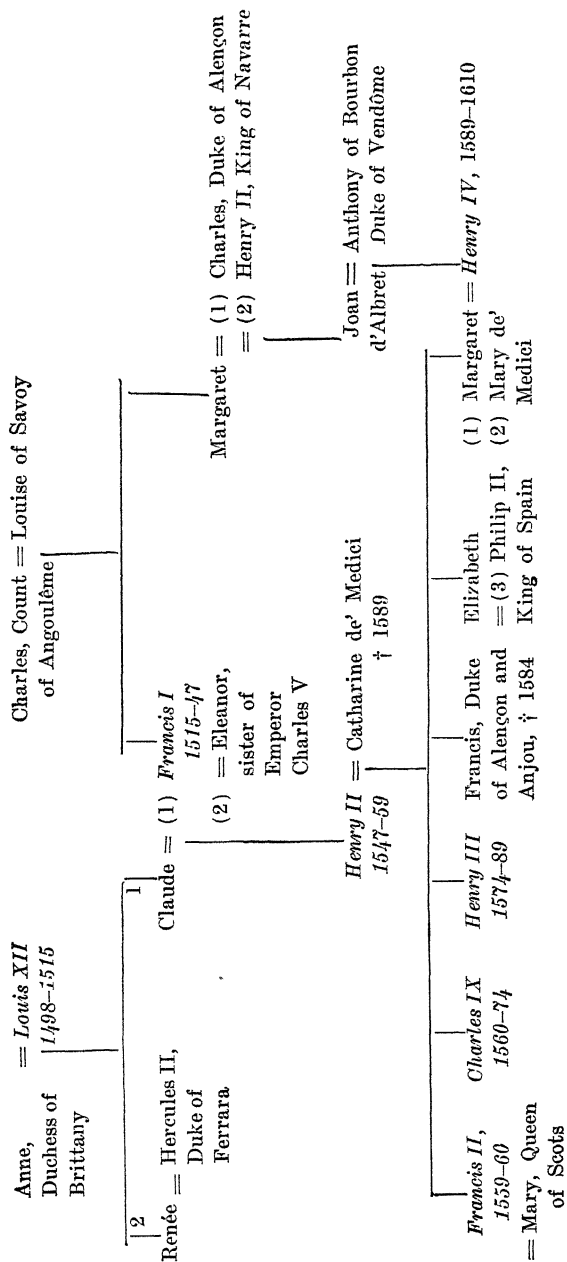 Anne, = Louis XII
Duchess of 1498–1515
Brittany
Charles, Count = Louise of Savoy
of Angoulême
2
1
Renée = Hercules II,
Duke of
Ferrara
Claude = (1) Francis I
1515–47
(2) = Eleanor,
sister of
Emperor
Charles V
Margaret = (1) Charles, Duke of Alençon
= (2) Henry II, King of Navarre
Henry II = Catharine de' Medici
1547–59 † 1589
Joan = Anthony of Bourbon
d'Albret Duke of Vendôme
Francis II,
1559–60
= Mary, Queen
of Scots
Charles IX
1560–74
Henry III
1574–89
Francis, Duke
of Alençon and
Anjou, † 1584
Elizabeth
= (3) Philip II,
King of Spain
(1) Margaret = Henry IV, 1589–1610
(2) Mary de'
Medici